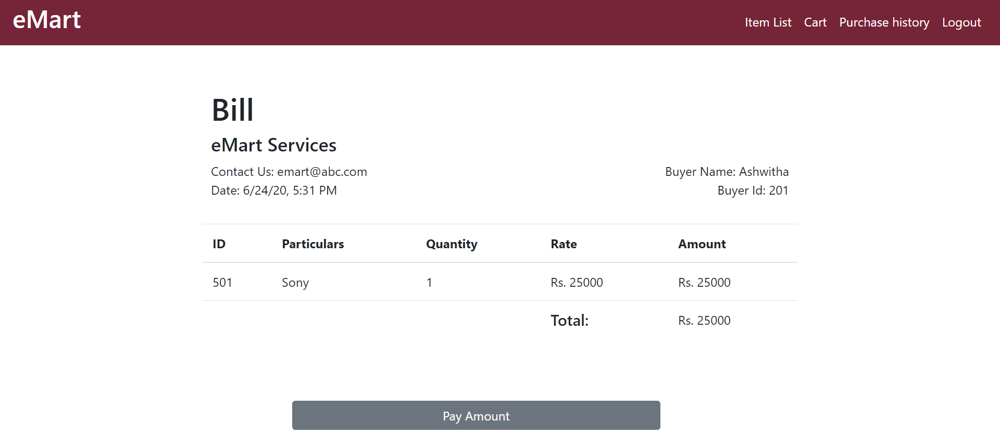 eMart
Item List Cart Purchase history Logout
Bill
eMart Services
Contact Us: emart@abc.com
Date: 6/24/20, 5:31 PM
Buyer Name: Ashwitha
Buyer Id: 201
ID Particulars Quantity Rate Amount
501 Sony 1 Rs. 25000 Rs. 25000
Total: Rs. 25000
Pay Amount